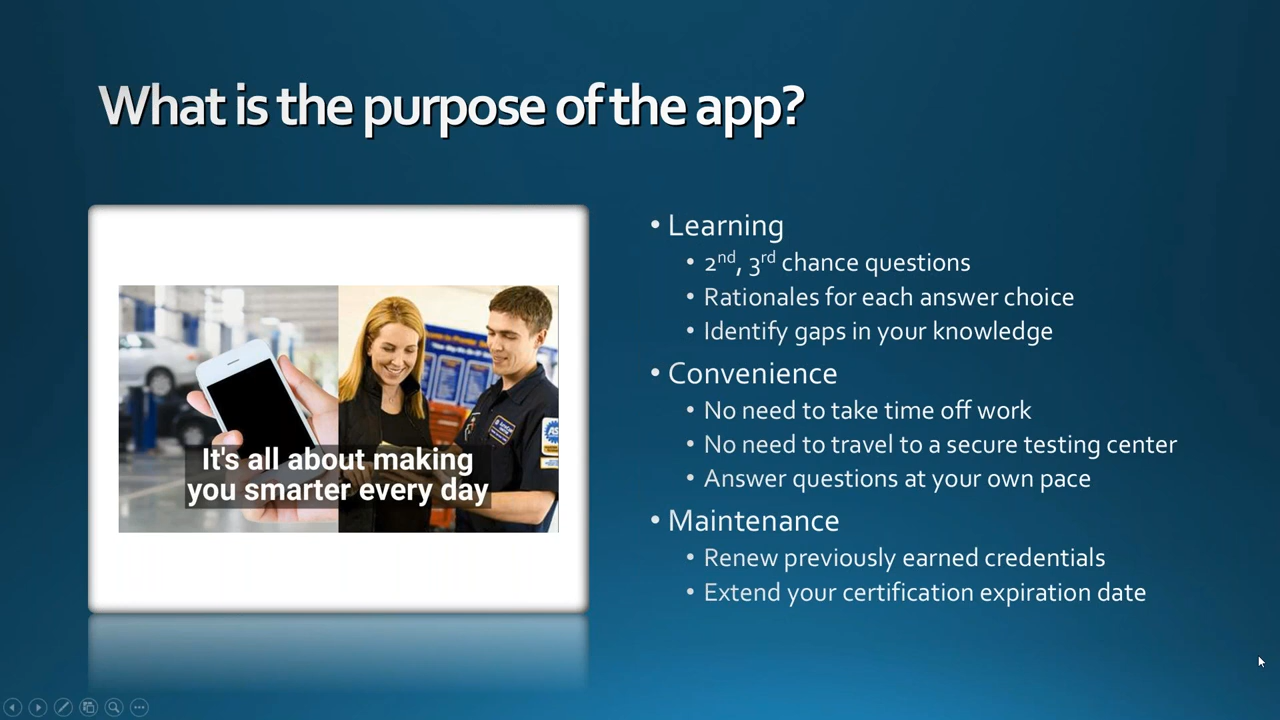 What is the purpose of the app?
It's all about making
you smarter every day
• Learning
• 2nd, 3rd chance questions
• Rationales for each answer choice
• Identify gaps in your knowledge
• Convenience
• No need to take time off work
• No need to travel to a secure testing center
• Answer questions at your own pace
• Maintenance
• Renew previously earned credentials
• Extend your certification expiration date